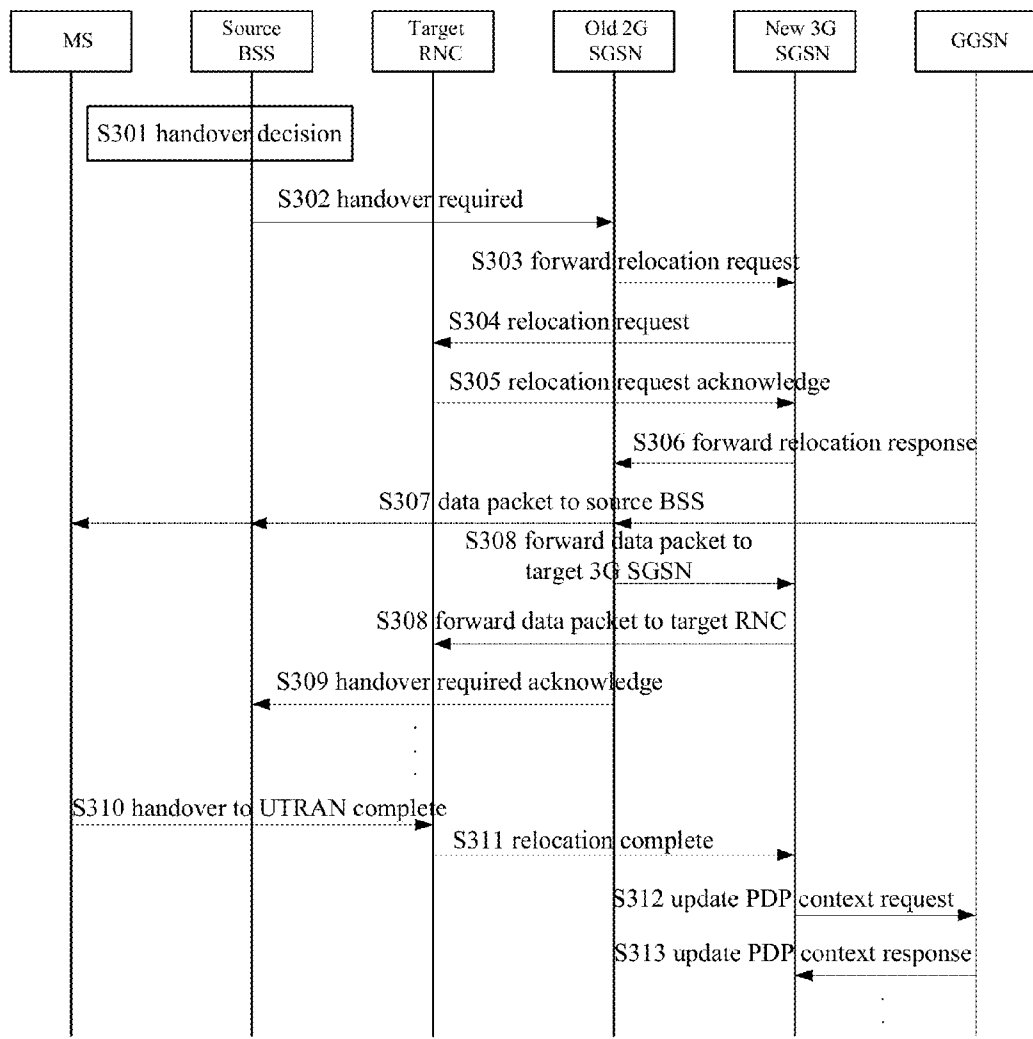 MS
Source
BSS
Target
RNC
Old 2G
SGSN
New 3G
SGSN
GGSN
S301 handover decision
S302 handover required
S303 forward relocation request
S304 relocation request
S305 relocation request acknowledge
S306 forward relocation response
S307 data packet to source BSS
S308 forward data packet to
target 3G SGSN
S308 forward data packet to target RNC
S309 handover required acknowledge
S310 handover to UTRAN complete
S311 relocation complete
S312 update PDP context request
S313 update PDP context response